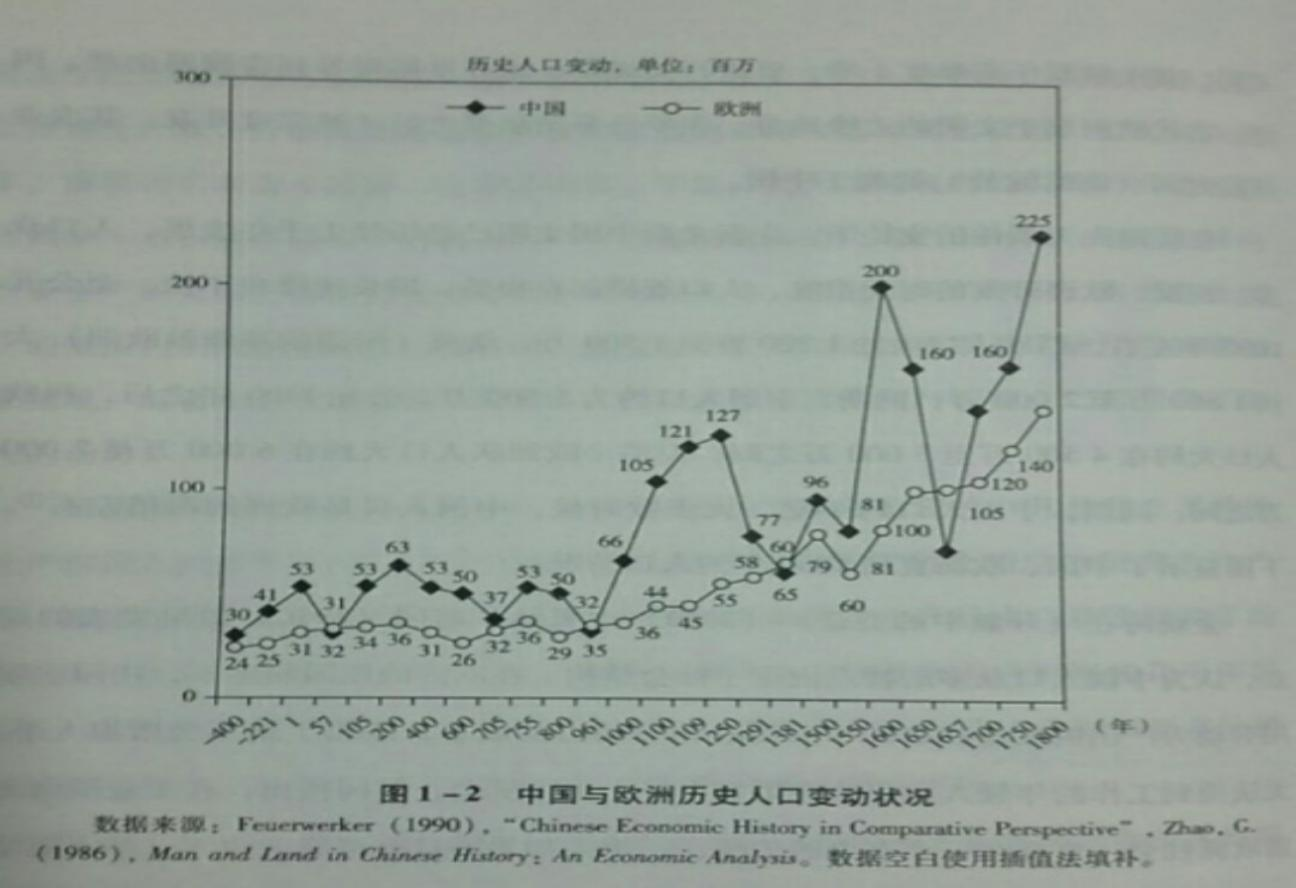 历史人口变动，单位：百万
中国 欧洲
300
200
100
0
30 41 53 31 53 63 53 50 37 53 50 32 66 105 121 127 77 60 96 81 200 160 160 225
24 25 31 32 34 36 31 26 32 36 29 35 36 44 45 55 58 65 79 60 81 100 105 120 140
-400 -221 1 57 105 200 400 600 705 755 800 961 1000 1100 1109 1250 1291 1381 1500 1550 1600 1650 1657 1700 1750 1800 （年）
图1-2 中国与欧洲历史人口变动状况
数据来源：Feuerwerker (1990)，“Chinese Economic History in Comparative Perspective”，Zhao, G.
(1986)，Man and Land in Chinese History: An Economic Analysis。数据空白使用插值法填补。